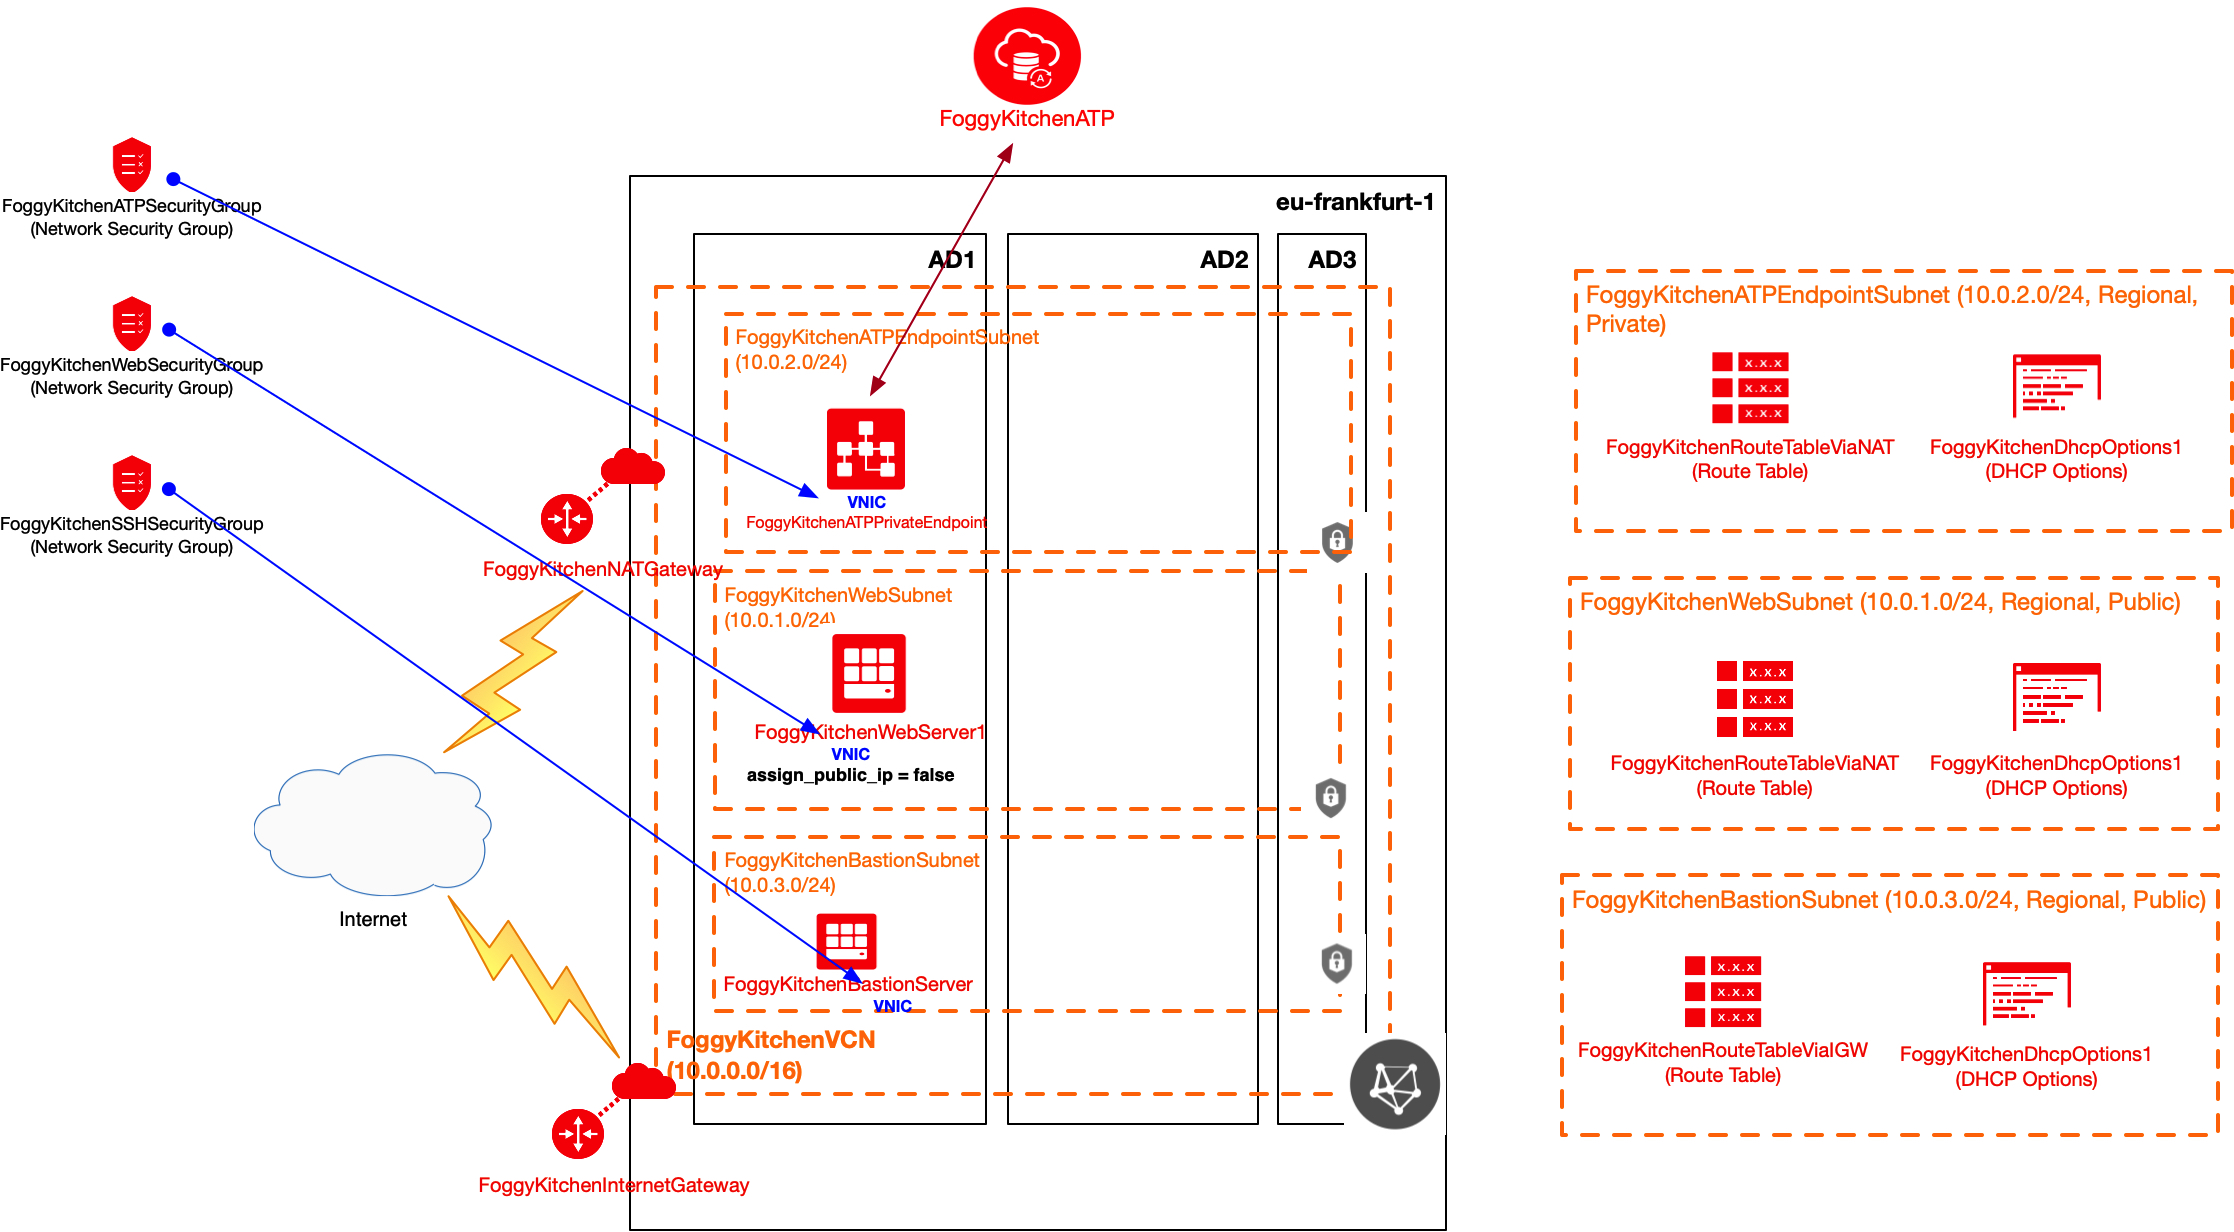 FoggyKitchenATP
FoggyKitchenATPSecurityGroup
(Network Security Group)
FoggyKitchenWebSecurityGroup
(Network Security Group)
FoggyKitchenSSHSecurityGroup
(Network Security Group)
eu-frankfurt-1
AD1
AD2
AD3
FoggyKitchenATPEndpointSubnet
(10.0.2.0/24)
VNIC
FoggyKitchenATPPrivateEndpoint
FoggyKitchenNATGateway
FoggyKitchenWebSubnet
(10.0.1.0/24)
FoggyKitchenWebServer1
VNIC
assign_public_ip = false
FoggyKitchenBastionSubnet
(10.0.3.0/24)
FoggyKitchenBastionServer
VNIC
FoggyKitchenVCN
(10.0.0.0/16)
Internet
FoggyKitchenInternetGateway
FoggyKitchenATPEndpointSubnet (10.0.2.0/24, Regional,
Private)
x.x.x
x.x.x
x.x.x
FoggyKitchenRouteTableViaNAT
(Route Table)
FoggyKitchenDhcpOptions1
(DHCP Options)
FoggyKitchenWebSubnet (10.0.1.0/24, Regional, Public)
x.x.x
x.x.x
x.x.x
FoggyKitchenRouteTableViaNAT
(Route Table)
FoggyKitchenDhcpOptions1
(DHCP Options)
FoggyKitchenBastionSubnet (10.0.3.0/24, Regional, Public)
x.x.x
x.x.x
x.x.x
FoggyKitchenRouteTableViaIGW
(Route Table)
FoggyKitchenDhcpOptions1
(DHCP Options)
A